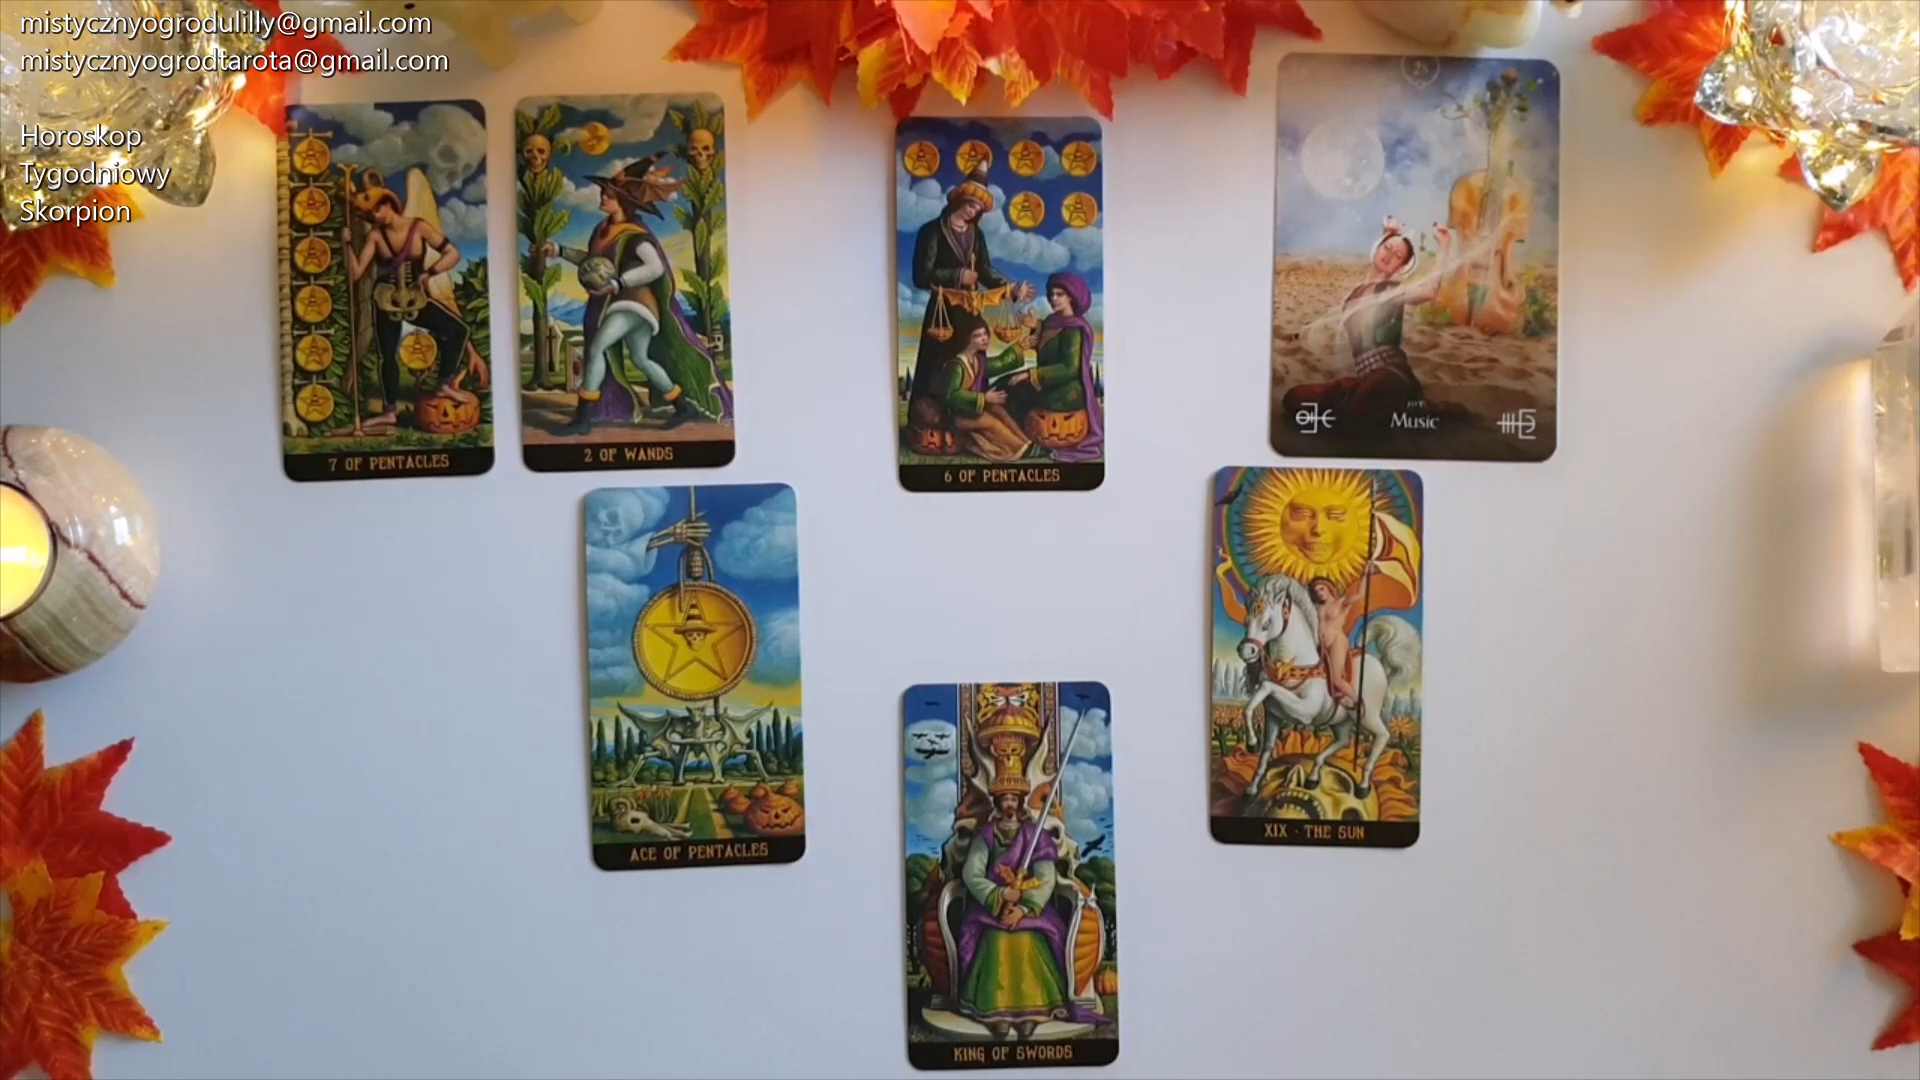 mistycznyogrodulilly@gmail.com
mistycznyogrodtarota@gmail.com
Horoskop
Tygodniowy
Skorpion
7 OF PENTACLES
2 OF WANDS
6 OF PENTACLES
28
Music
ACE OF PENTACLES
XIX · THE SUN
KING OF SWORDS